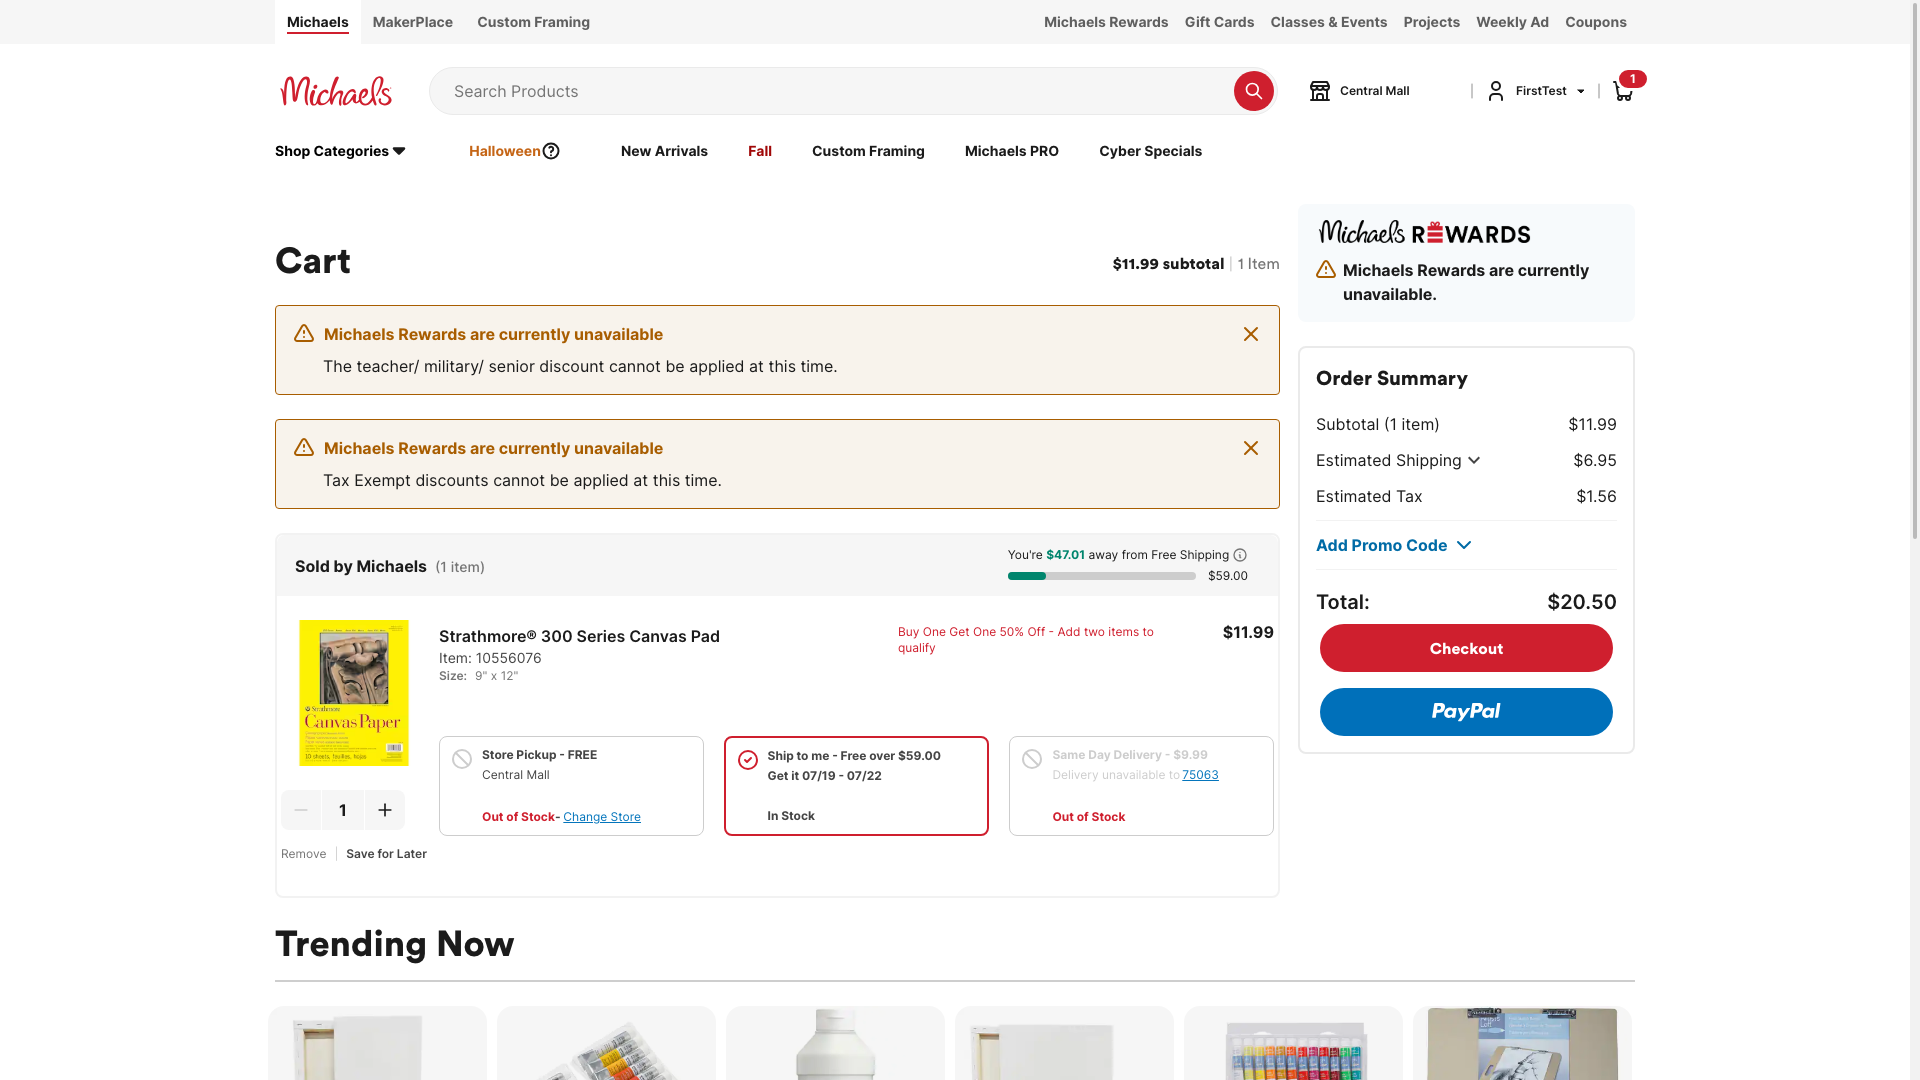 Michaels
MakerPlace
Custom Framing
Michaels Rewards
Gift Cards
Classes & Events
Projects
Weekly Ad
Coupons
Michaels
Search Products
Central Mall
FirstTest
1
Shop Categories
Halloween
New Arrivals
Fall
Custom Framing
Michaels PRO
Cyber Specials
Cart
$11.99 subtotal
1 Item
Michaels Rewards are currently unavailable
The teacher/ military/ senior discount cannot be applied at this time.
Michaels Rewards are currently unavailable
Tax Exempt discounts cannot be applied at this time.
Sold by Michaels (1 item)
You're $47.01 away from Free Shipping
$59.00
Strathmore
Canvas Paper
Strathmore® 300 Series Canvas Pad
Item: 10556076
Size: 9" x 12"
Buy One Get One 50% Off - Add two items to
qualify
$11.99
Store Pickup - FREE
Central Mall
Out of Stock- Change Store
Ship to me - Free over $59.00
Get it 07/19 - 07/22
In Stock
Same Day Delivery - $9.99
Delivery unavailable to 75063
Out of Stock
1
Remove
Save for Later
Michaels REWARDS
Michaels Rewards are currently
unavailable.
Order Summary
Subtotal (1 item) $11.99
Estimated Shipping $6.95
Estimated Tax $1.56
Add Promo Code
Total: $20.50
Checkout
PayPal
Trending Now